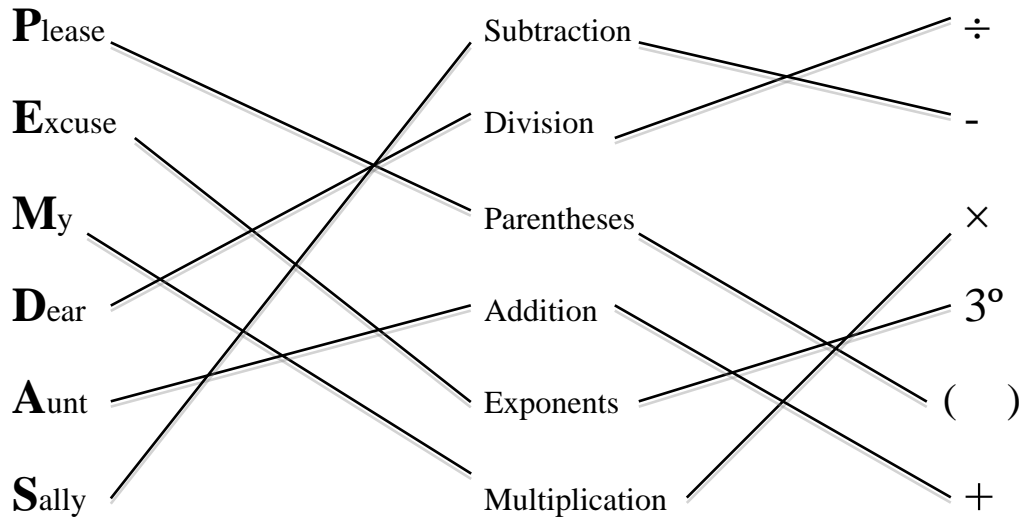 Please Subtraction ÷
Excuse Division -
My Parentheses ×
Dear Addition 3º
Aunt Exponents ( )
Sally Multiplication +